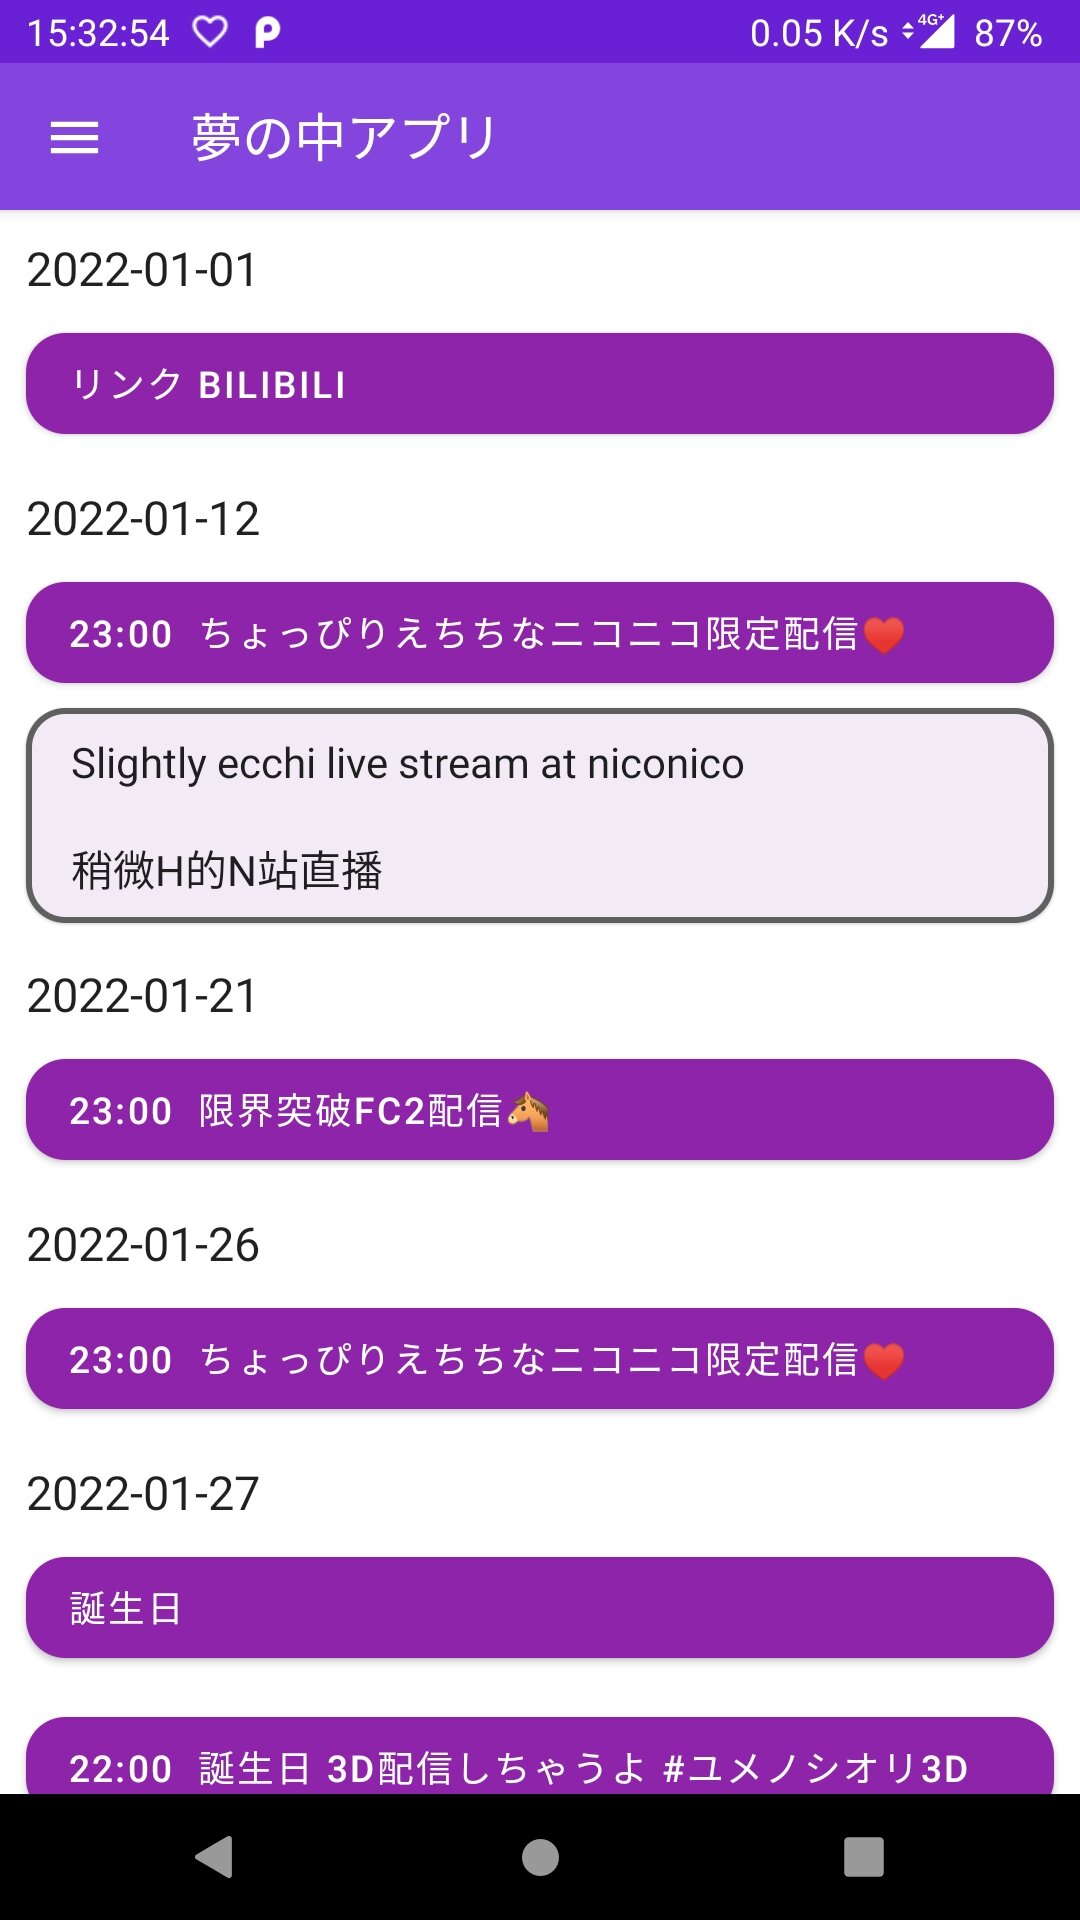 15:32:54
0.05 K/s 4G+ 87%
夢の中アプリ
2022-01-01
リンク BILIBILI
2022-01-12
23:00 ちょっぴりえちちなニコニコ限定配信❤️
Slightly ecchi live stream at niconico
稍微H的N站直播
2022-01-21
23:00 限界突破FC2配信🐴
2022-01-26
23:00 ちょっぴりえちちなニコニコ限定配信❤️
2022-01-27
誕生日
22:00 誕生日 3D配信しちゃうよ #ユメノシオリ3D